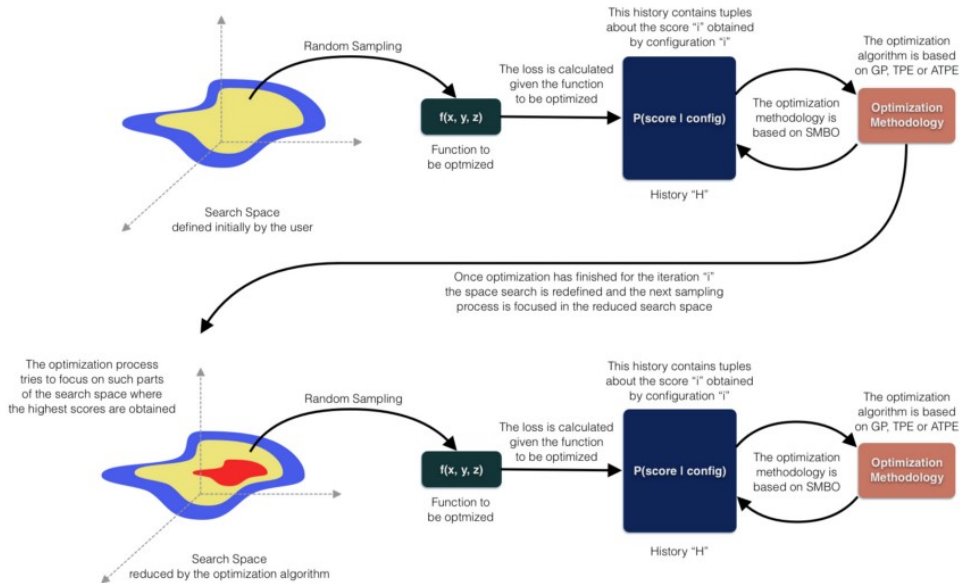 This history contains tuples
about the score "i" obtained
by configuration "i"
Random Sampling
The optimization
algorithm is based
on GP, TPE or ATPE
The loss is calculated
given the function
to be optimized
f(x, y, z)
P(score | config)
The optimization
methodology is
based on SMBO
Optimization
Methodology
Function to
be optmized
History "H"
Search Space
defined initially by the user
Once optimization has finished for the iteration "i"
the space search is redefined and the next sampling
process is focused in the reduced search space
The optimization process
tries to focus on such parts
of the search space where
the highest scores are obtained
This history contains tuples
about the score "i" obtained
by configuration "i"
Random Sampling
The optimization
algorithm is based
on GP, TPE or ATPE
The loss is calculated
given the function
to be optimized
f(x, y, z)
P(score | config)
The optimization
methodology is
based on SMBO
Optimization
Methodology
Function to
be optmized
History "H"
Search Space
reduced by the optimization algorithm